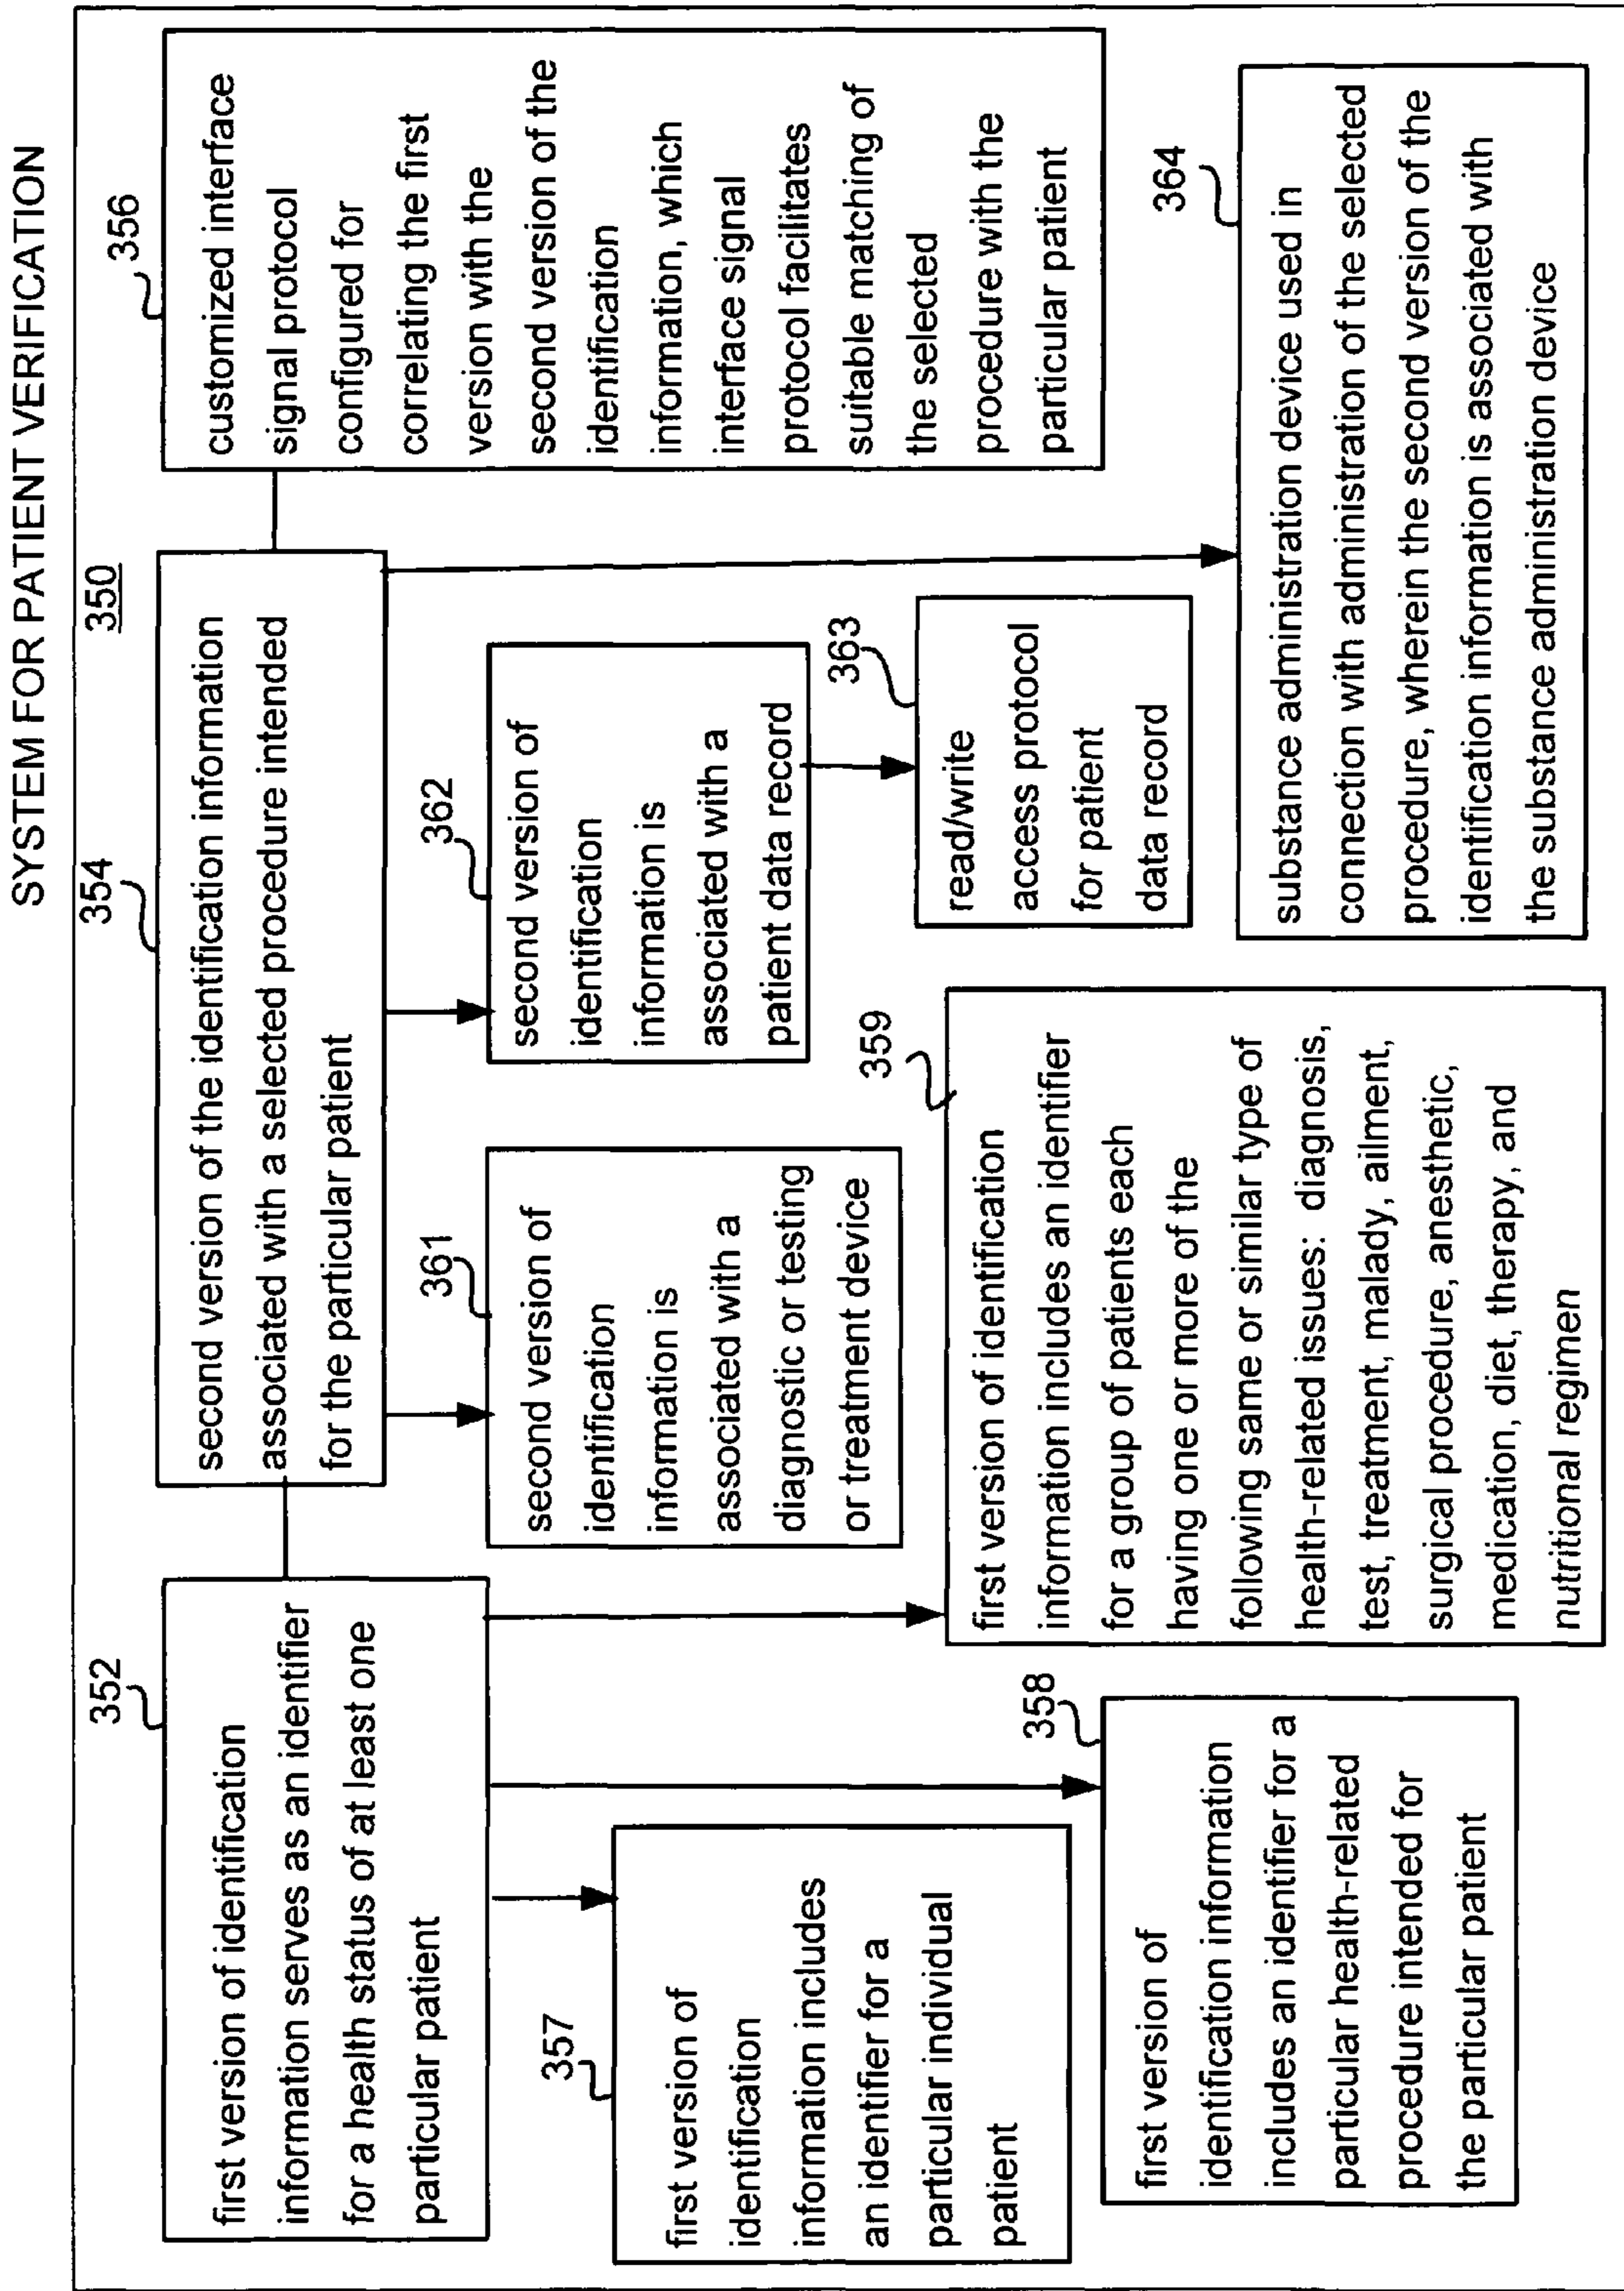 SYSTEM FOR PATIENT VERIFICATION
350
352
first version of identification
information serves as an identifier
for a health status of at least one
particular patient
354
second version of the identification information
associated with a selected procedure intended
for the particular patient
356
customized interface
signal protocol
configured for
correlating the first
version with the
second version of the
identification
information, which
interface signal
protocol facilitates
suitable matching of
the selected
procedure with the
particular patient
357
first version of
identification
information includes
an identifier for a
particular individual
patient
358
first version of
identification information
includes an identifier for a
particular health-related
procedure intended for
the particular patient
359
first version of identification
information includes an identifier
for a group of patients each
having one or more of the
following same or similar type of
health-related issues: diagnosis,
test, treatment, malady, ailment,
surgical procedure, anesthetic,
medication, diet, therapy, and
nutritional regimen
361
second version of
identification
information is
associated with a
diagnostic or testing
or treatment device
362
second version of
identification
information is
associated with a
patient data record
363
read/write
access protocol
for patient
data record
364
substance administration device used in
connection with administration of the selected
procedure, wherein the second version of the
identification information is associated with
the substance administration device